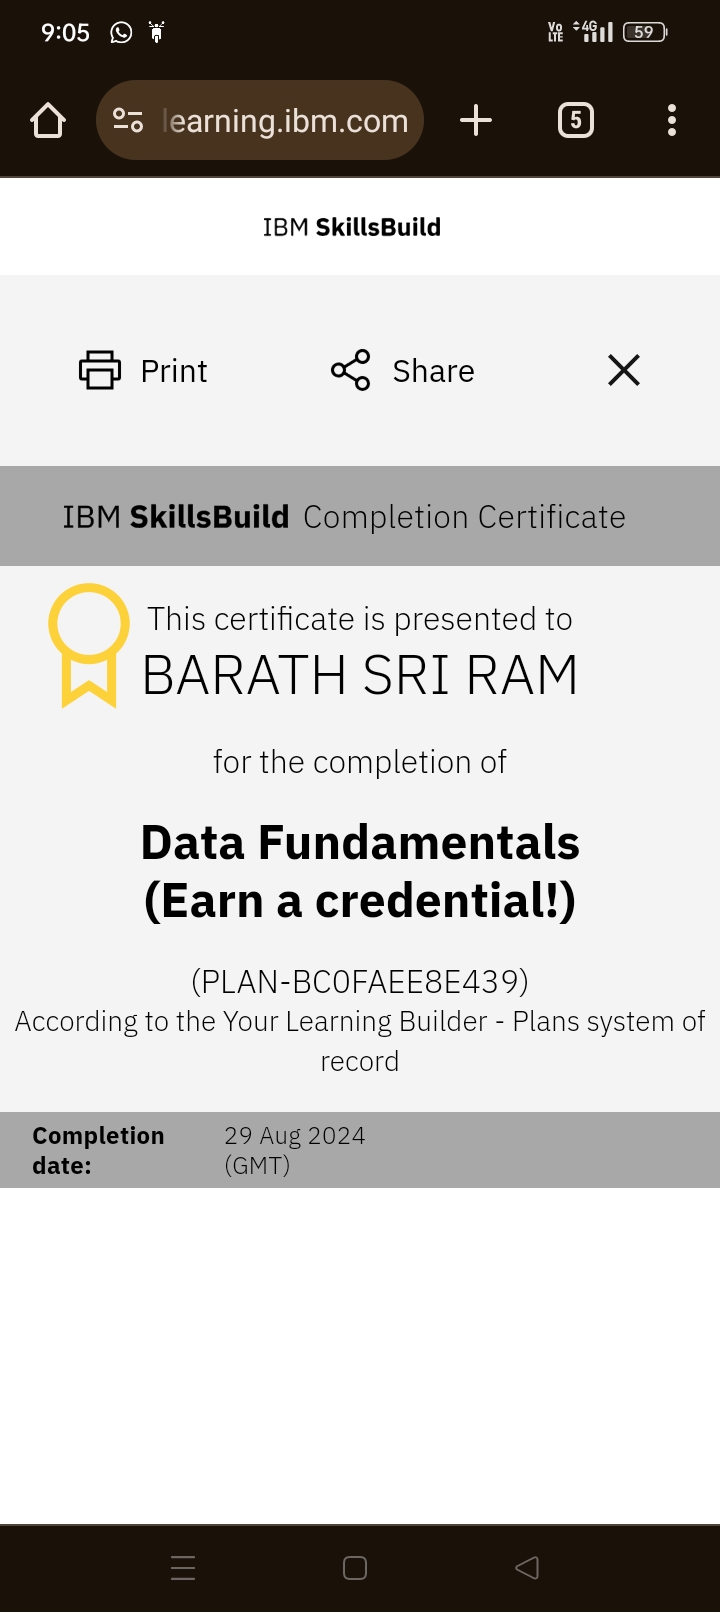 9:05
Vo LTE 4G 59
learning.ibm.com
5
IBM SkillsBuild
Print Share
IBM SkillsBuild Completion Certificate
This certificate is presented to
BARATH SRI RAM
for the completion of
Data Fundamentals
(Earn a credential!)
(PLAN-BC0FAEE8E439)
According to the Your Learning Builder - Plans system of
record
Completion date: 29 Aug 2024 (GMT)